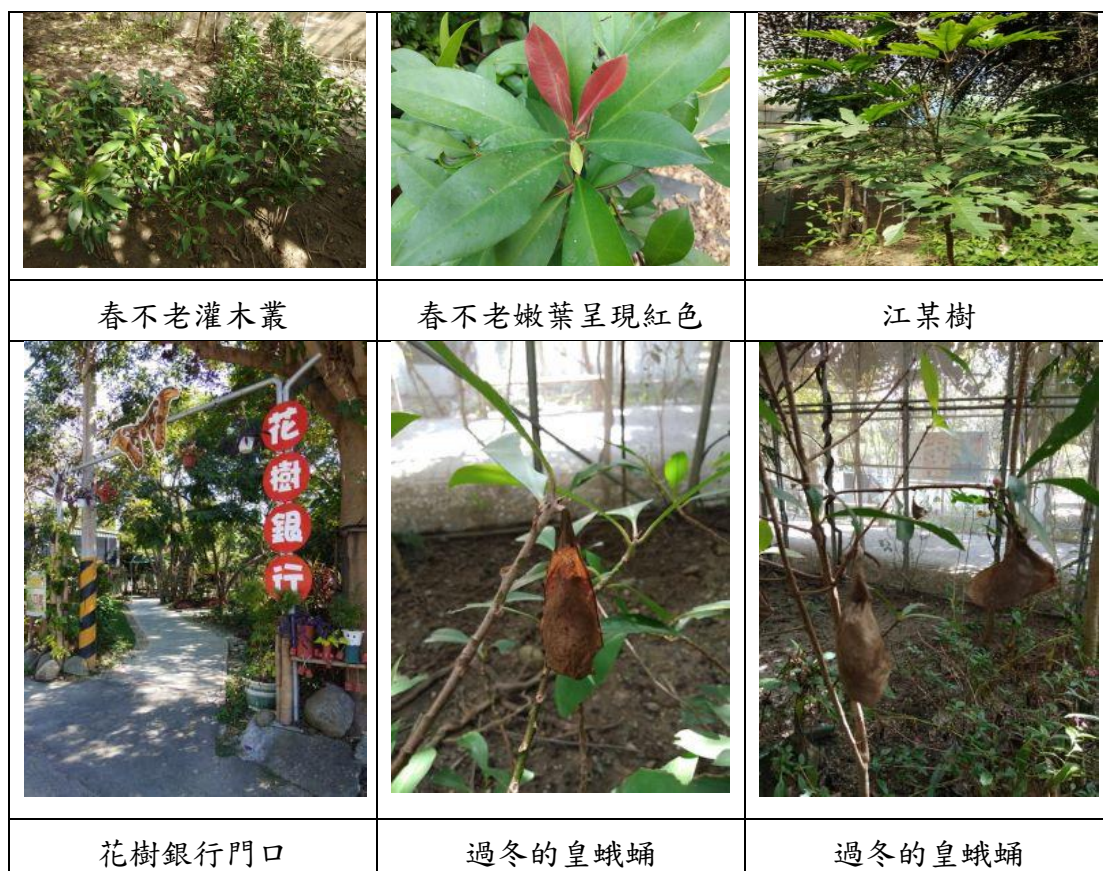 春不老灌木叢
春不老嫩葉呈現紅色
江某樹
花
樹
銀
行
花樹銀行門口
過冬的皇蛾蛹
過冬的皇蛾蛹